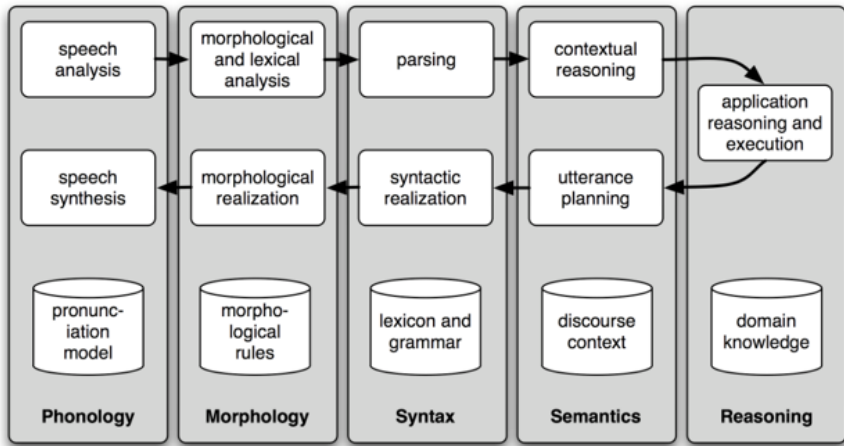 speech
analysis
morphological
and lexical
analysis
parsing
contextual
reasoning
application
reasoning and
execution
speech
synthesis
morphological
realization
syntactic
realization
utterance
planning
pronunc-
iation
model
morpho-
logical
rules
lexicon and
grammar
discourse
context
domain
knowledge
Phonology
Morphology
Syntax
Semantics
Reasoning